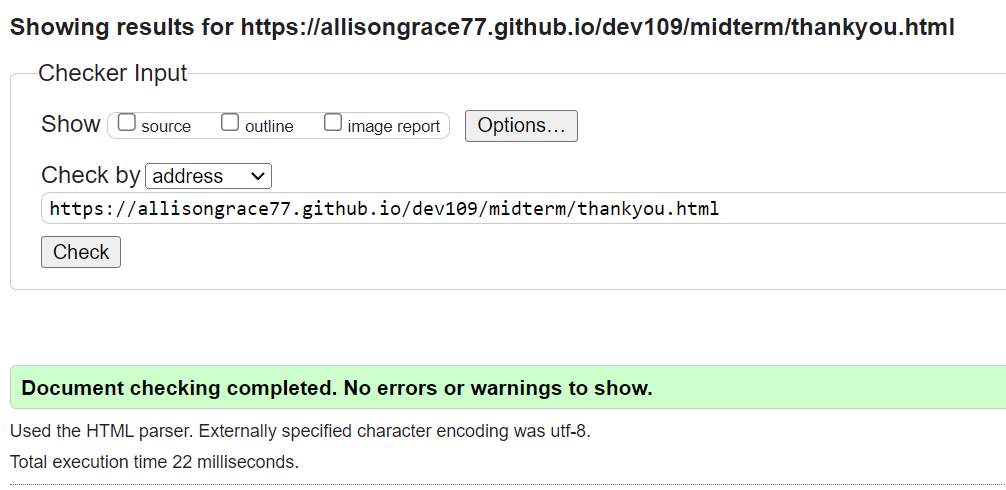 Showing results for https://allisongrace77.github.io/dev109/midterm/thankyou.html
Checker Input
Show source outline image report Options...
Check by address
https://allisongrace77.github.io/dev109/midterm/thankyou.html
Check
Document checking completed. No errors or warnings to show.
Used the HTML parser. Externally specified character encoding was utf-8.
Total execution time 22 milliseconds.